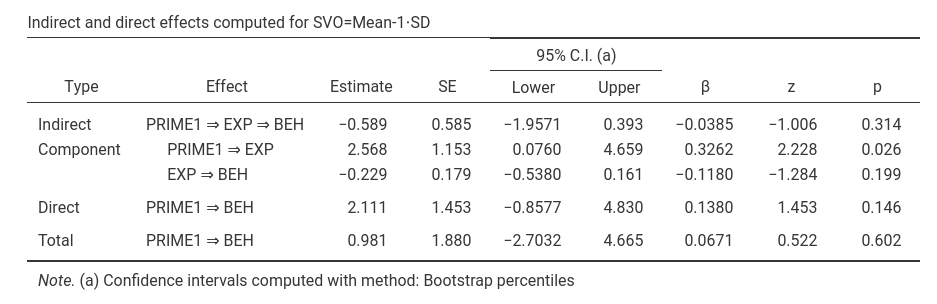 Indirect and direct effects computed for SVO=Mean-1·SD
95% C.I. (a)
Type Effect Estimate SE Lower Upper β z p
Indirect PRIME1 ⇒ EXP ⇒ BEH −0.589 0.585 −1.9571 0.393 −0.0385 −1.006 0.314
Component PRIME1 ⇒ EXP 2.568 1.153 0.0760 4.659 0.3262 2.228 0.026
EXP ⇒ BEH −0.229 0.179 −0.5380 0.161 −0.1180 −1.284 0.199
Direct PRIME1 ⇒ BEH 2.111 1.453 −0.8577 4.830 0.1380 1.453 0.146
Total PRIME1 ⇒ BEH 0.981 1.880 −2.7032 4.665 0.0671 0.522 0.602
Note. (a) Confidence intervals computed with method: Bootstrap percentiles